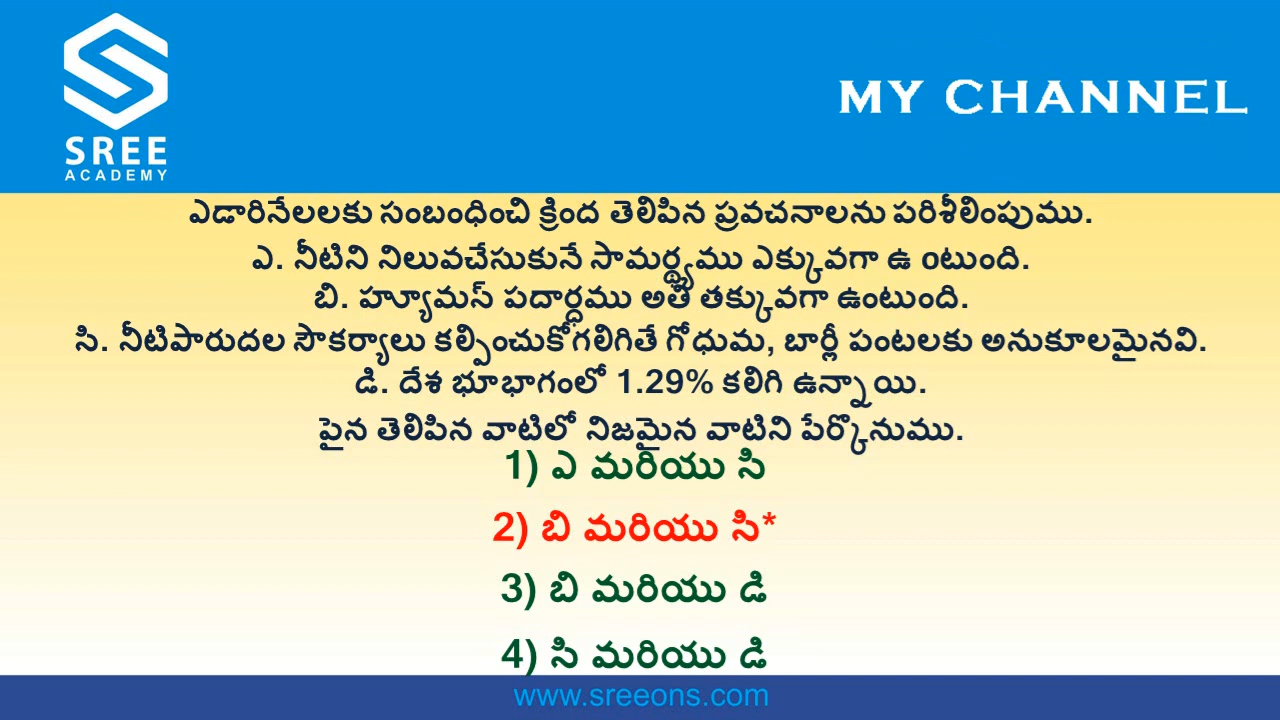 SREE
ACADEMY
MY CHANNEL
ఎడారినేలలకు సంబంధించి క్రింద తెలిపిన ప్రవచనాలను పరిశీలింపుము.
ఎ. నీటిని నిలువచేసుకునే సామర్థ్యము ఎక్కువగా ఉ oటుంది.
బి. హ్యూమస్ పదార్ధము అతి తక్కువగా ఉంటుంది.
సి. నీటిపారుదల సౌకర్యాలు కల్పించుకోగలిగితే గోధుమ, బార్లీ పంటలకు అనుకూలమైనవి.
డి. దేశ భూభాగంలో 1.29% కలిగి ఉన్నాయి.
పైన తెలిపిన వాటిలో నిజమైన వాటిని పేర్కొనుము.
1) ఎ మరియు సి
2) బి మరియు సి*
3) బి మరియు డి
4) సి మరియు డి
www.sreeons.com